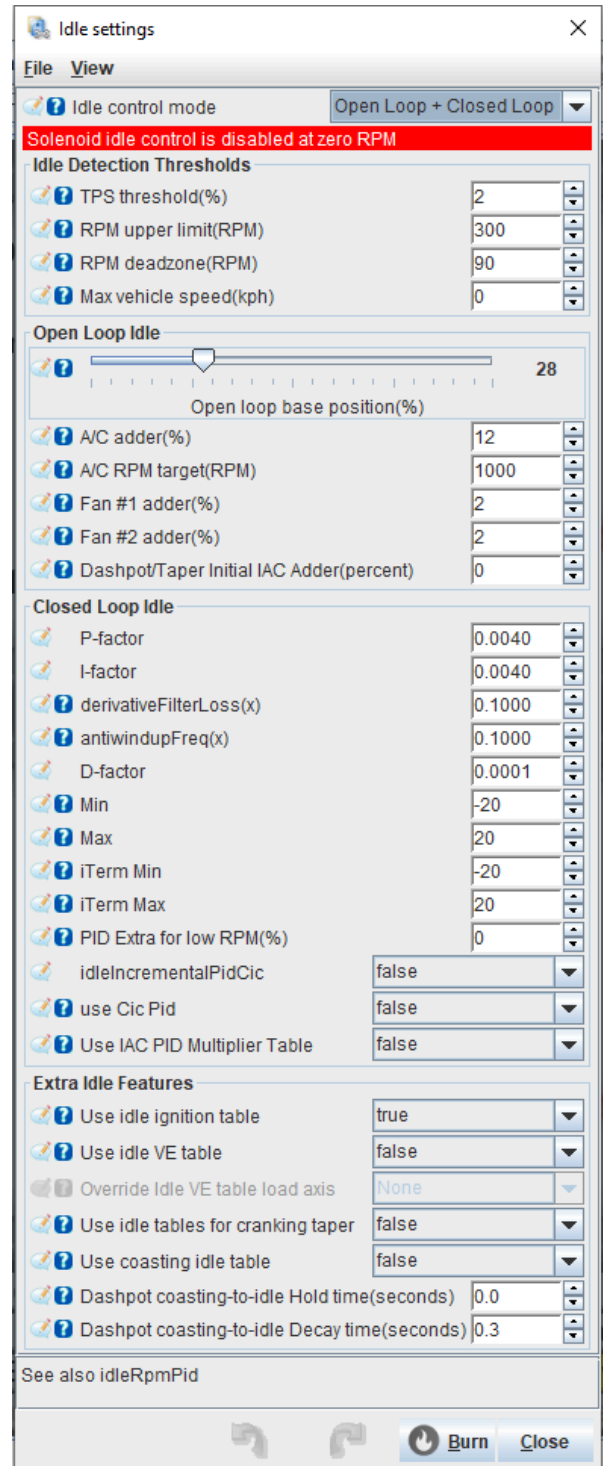 Idle settings
File View
Idle control mode Open Loop + Closed Loop
Solenoid idle control is disabled at zero RPM
Idle Detection Thresholds
TPS threshold(%) 2
RPM upper limit(RPM) 300
RPM deadzone(RPM) 90
Max vehicle speed(kph) 0
Open Loop Idle
28
Open loop base position(%)
A/C adder(%) 12
A/C RPM target(RPM) 1000
Fan #1 adder(%) 2
Fan #2 adder(%) 2
Dashpot/Taper Initial IAC Adder(percent) 0
Closed Loop Idle
P-factor 0.0040
I-factor 0.0040
derivativeFilterLoss(x) 0.1000
antiwindupFreq(x) 0.1000
D-factor 0.0001
Min -20
Max 20
iTerm Min -20
iTerm Max 20
PID Extra for low RPM(%) 0
idleIncrementalPidCic false
use Cic Pid false
Use IAC PID Multiplier Table false
Extra Idle Features
Use idle ignition table true
Use idle VE table false
Override Idle VE table load axis None
Use idle tables for cranking taper false
Use coasting idle table false
Dashpot coasting-to-idle Hold time(seconds) 0.0
Dashpot coasting-to-idle Decay time(seconds) 0.3
See also idleRpmPid
Burn Close